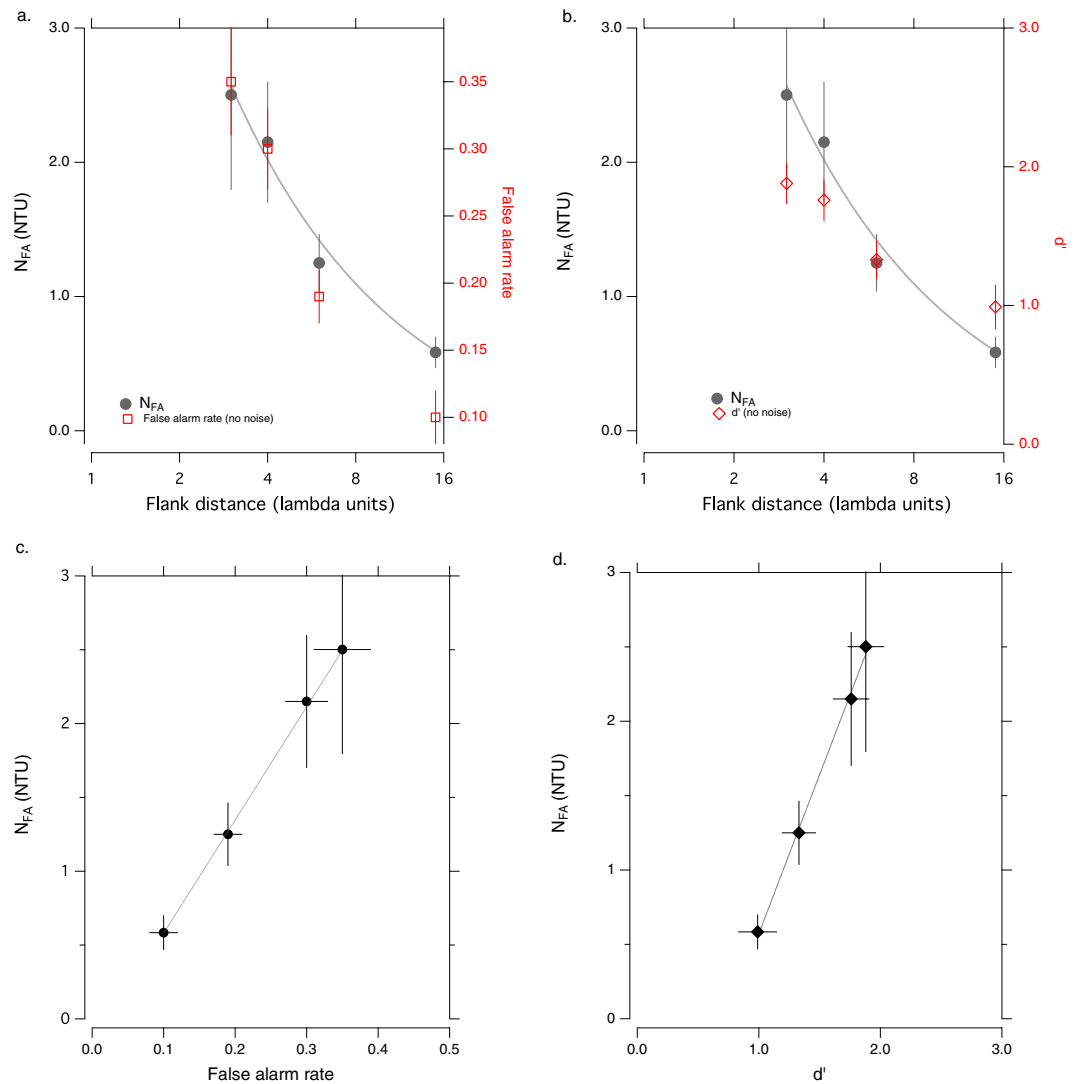 a.
3.0
2.0
1.0
0.0
N_FA (NTU)
0.35
0.30
0.25
0.20
0.15
0.10
False alarm rate
N_FA
False alarm rate (no noise)
1
2
4
8
16
Flank distance (lambda units)
b.
3.0
2.0
1.0
0.0
N_FA (NTU)
3.0
2.0
1.0
0.0
d'
N_FA
d' (no noise)
1
2
4
8
16
Flank distance (lambda units)
c.
3
2
1
0
N_FA (NTU)
0.0
0.1
0.2
0.3
0.4
0.5
False alarm rate
d.
3
2
1
0
N_FA (NTU)
0.0
1.0
2.0
3.0
d'